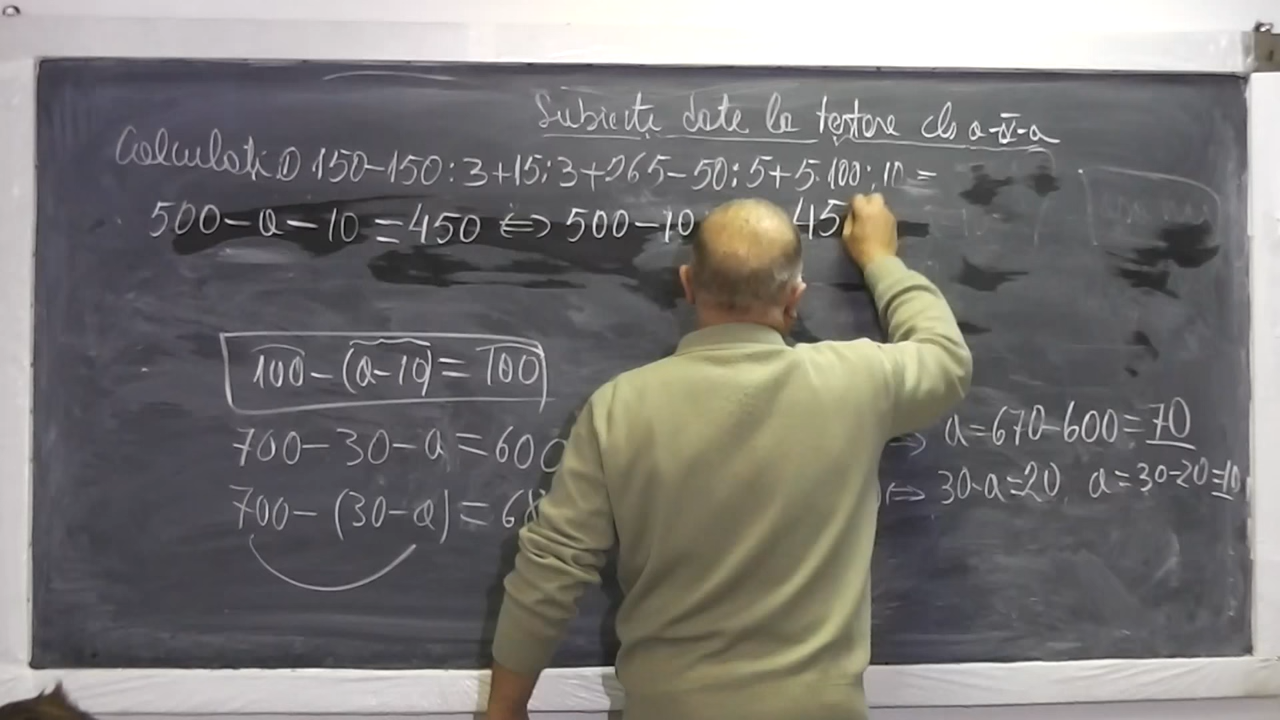 Subiecte date la testare cls a-V-a
Calculați ① 150-150:3+15:3+265-50:5+5·100:10=
500-a-10=450 ⇔ 500-10 45
100-(a-10)=100
700-30-a=600 ⇒ a=670-600=70
700-(30-a)=68 ⇔ 30-a=20 a=30-20=10